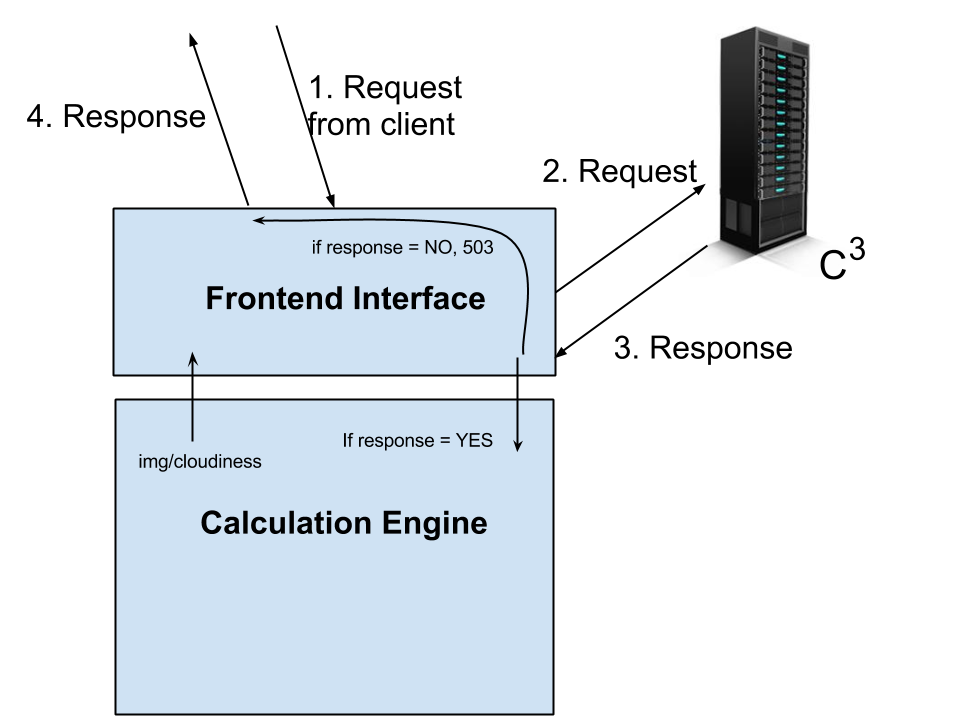 1. Request
from client
4. Response
2. Request
C3
if response = NO, 503
Frontend Interface
3. Response
If response = YES
img/cloudiness
Calculation Engine